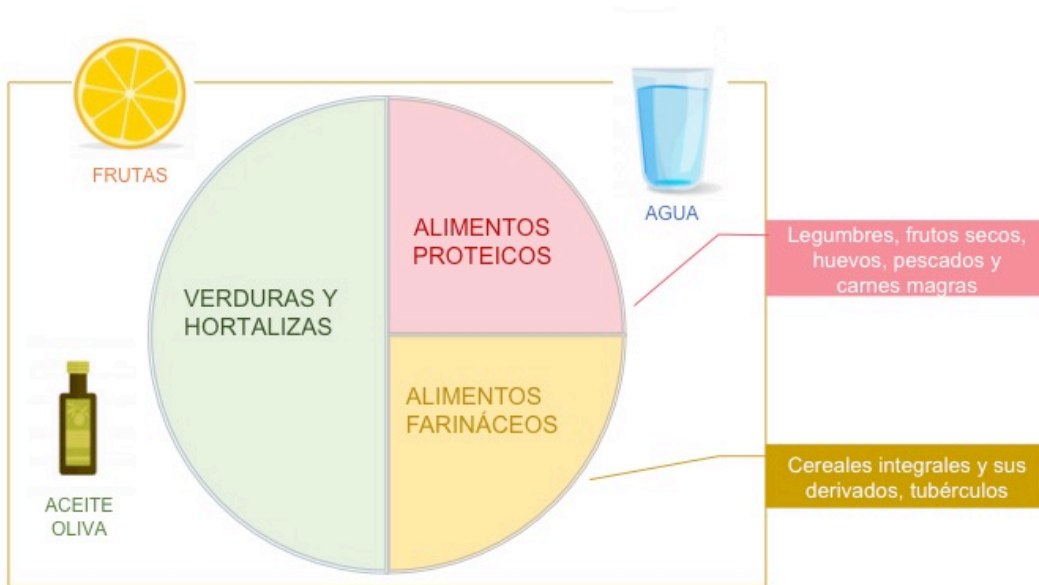 FRUTAS
AGUA
ALIMENTOS
PROTEICOS
Legumbres, frutos secos,
huevos, pescados y
carnes magras
VERDURAS Y
HORTALIZAS
ALIMENTOS
FARINÁCEOS
Cereales integrales y sus
derivados, tubérculos
ACEITE
OLIVA